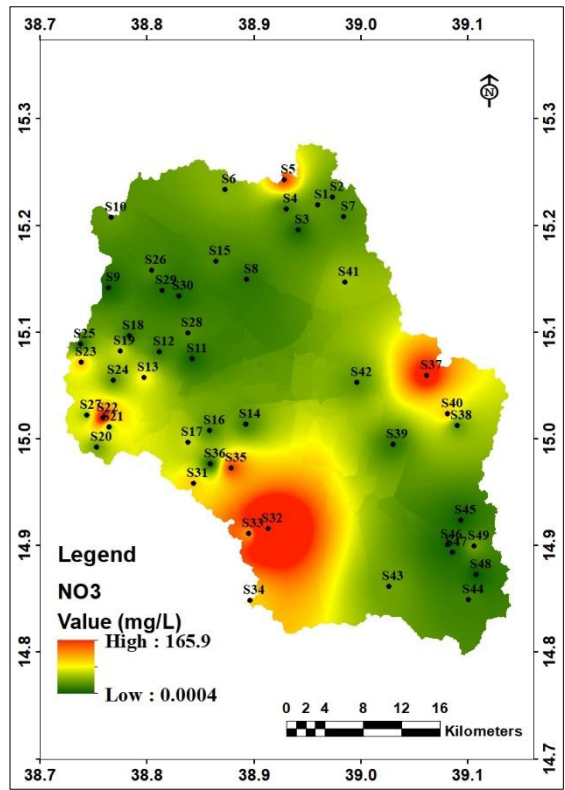 38.7 38.8 38.9 39.0 39.1
N
15.3 15.3
S5
S6
S2
S4 S1
S10 S7
15.2 15.2
S3
S15
S26
S8
S41
S9 S29 S30
15.1 15.1
S18 S28
S25
S19 S12
S23 S11
S24 S13 S37
S42
S27 S22 S40
S21 S14 S38
S16
15.0 15.0
S20 S17 S39
S36 S35
S31
S45
S33 S32
S46 S49
14.9 14.9
S47
Legend
S48
NO3 S43
S34 S44
Value (mg/L)
14.8 14.8
High : 165.9
Low : 0.0004
0 2 4 8 12 16
Kilometers
14.7 14.7
38.7 38.8 38.9 39.0 39.1